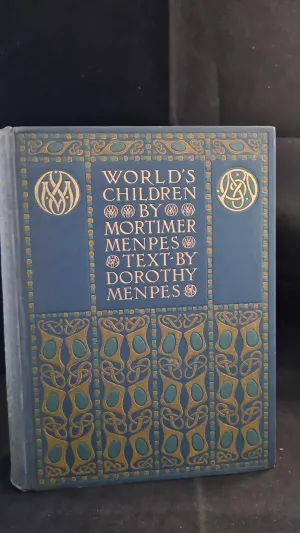 WORLD'S
CHILDREN
BY
MORTIMER
MENPES
TEXT·BY
DOROTHY
MENPES